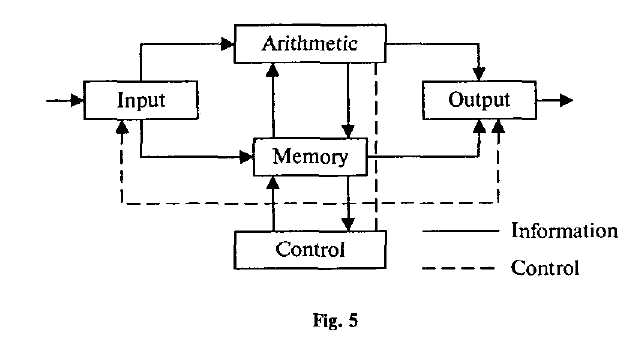 Arithmetic
Input
Output
Memory
Control
Information
Control
Fig. 5